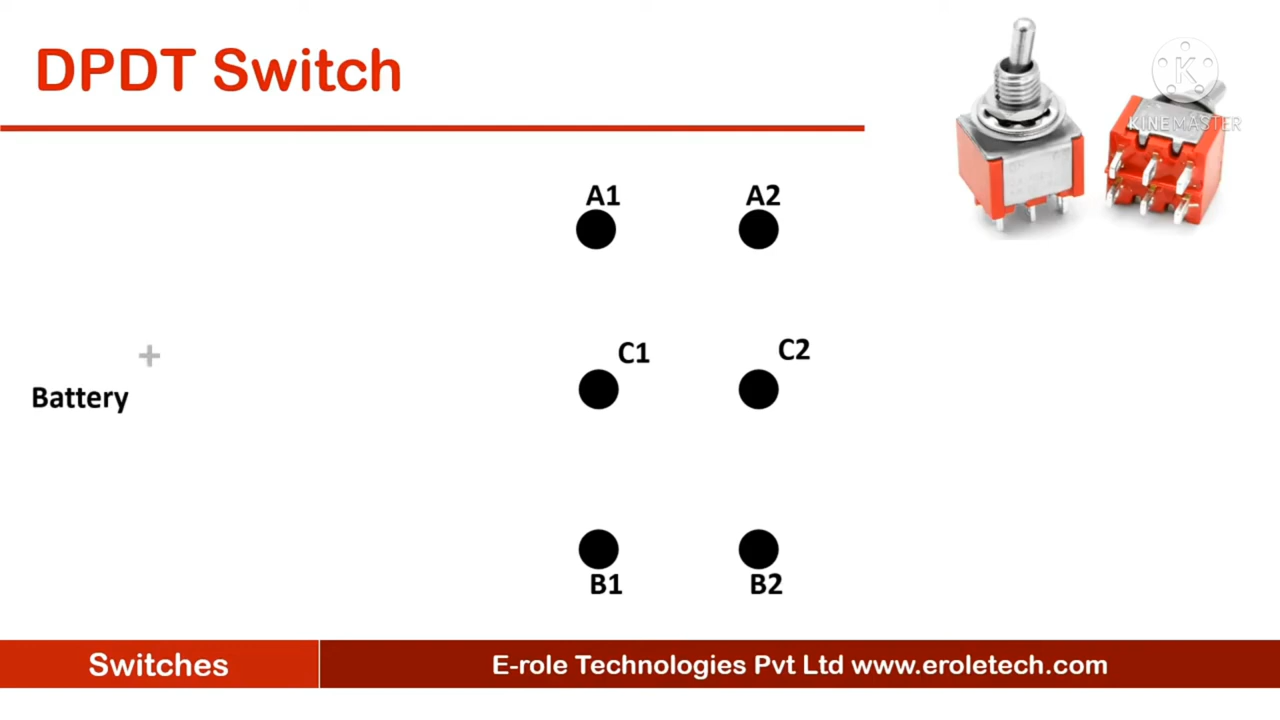 DPDT Switch
K
KINEMASTER
A1 A2
C1 C2
+
Battery
B1 B2
Switches
E-role Technologies Pvt Ltd www.eroletech.com